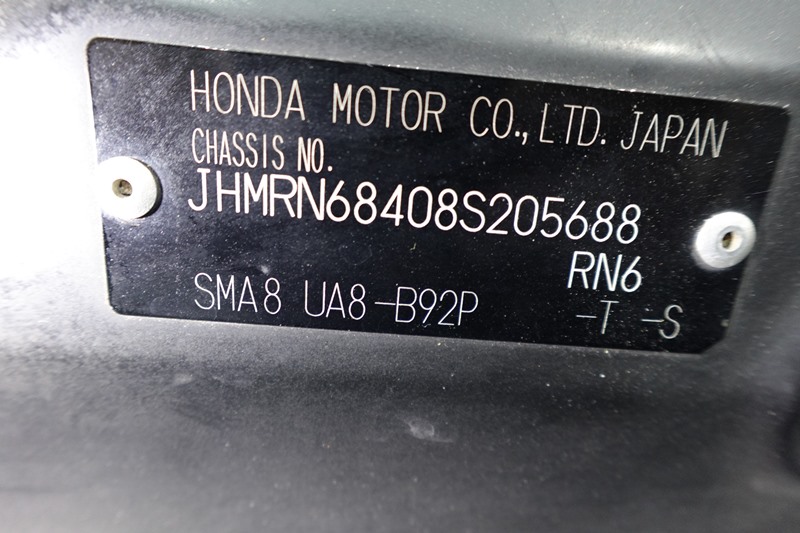 HONDA MOTOR CO., LTD. JAPAN
CHASSIS NO.
JHMRN68408S205688
RN6
SMA8 UA8-B92P -T -S